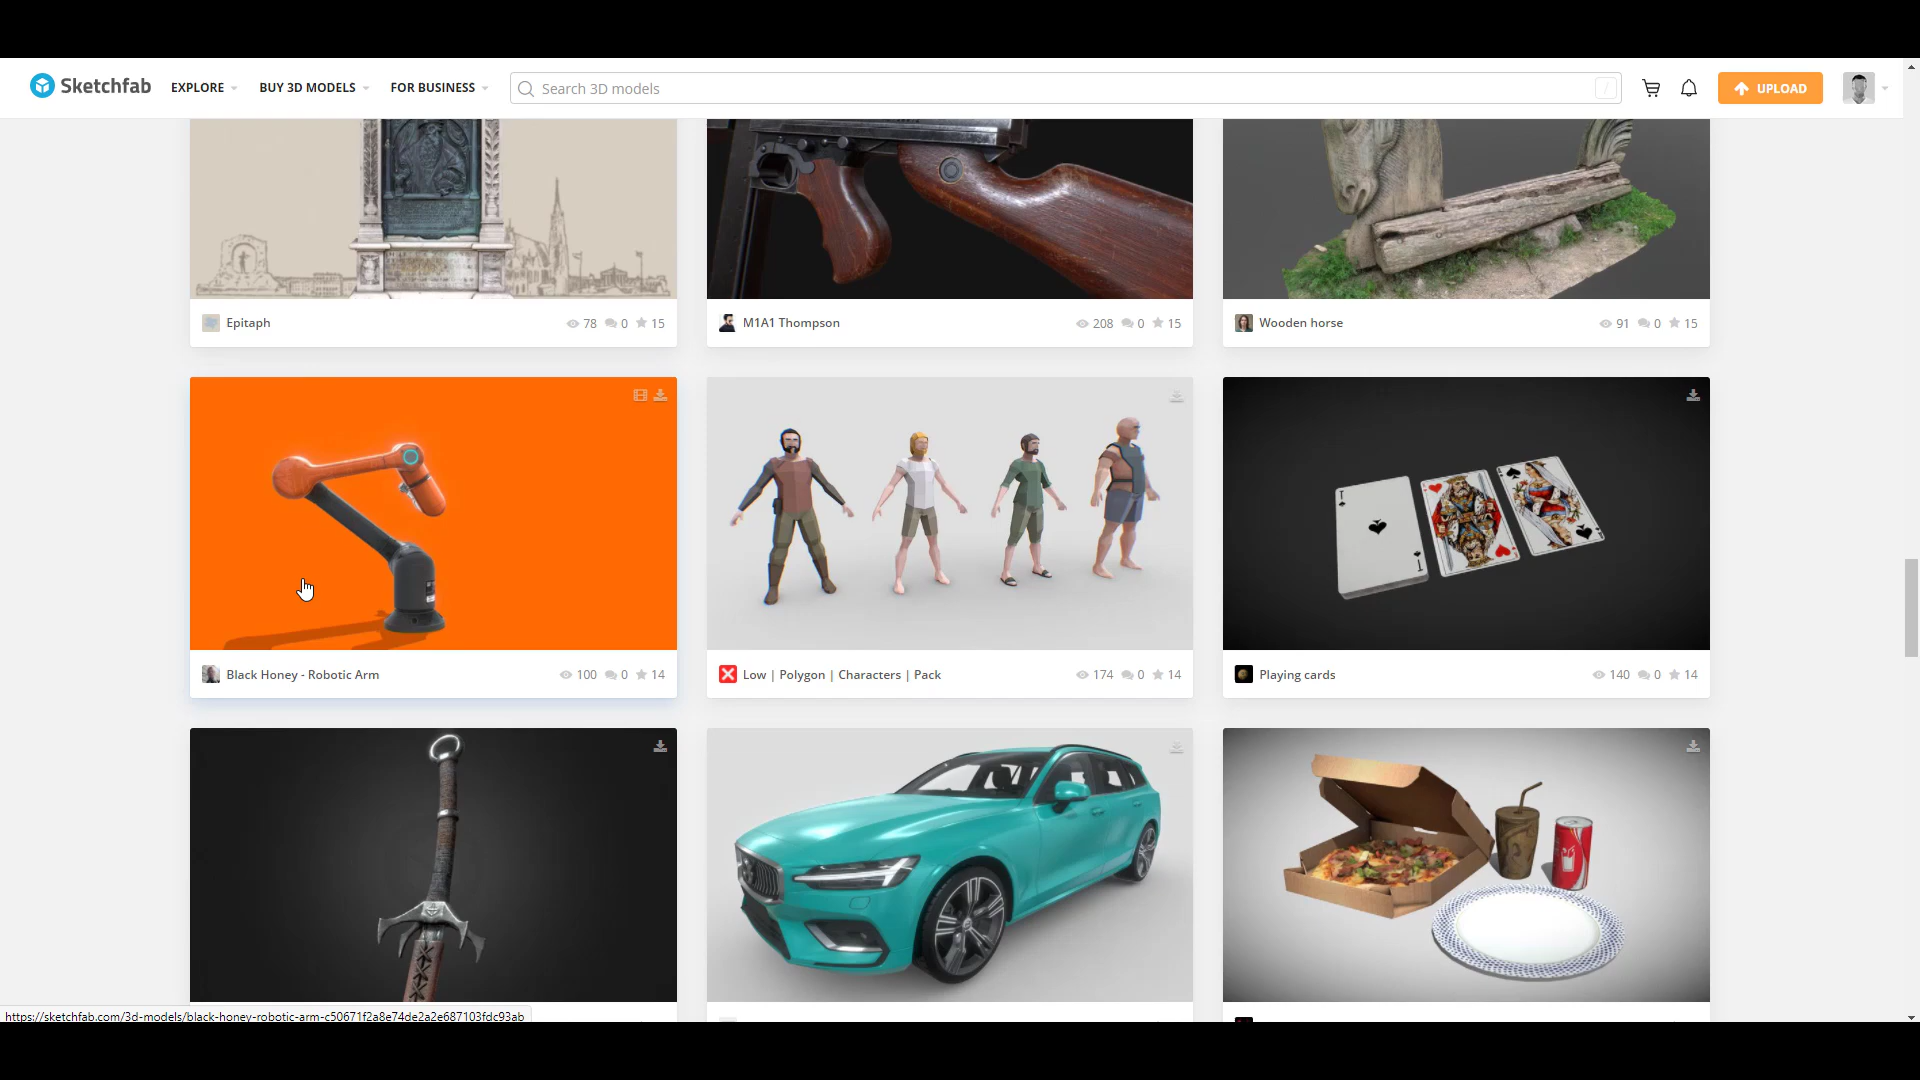 Sketchfab EXPLORE BUY 3D MODELS FOR BUSINESS Search 3D models / UPLOAD
Epitaph 78 0 15
M1A1 Thompson 208 0 15
Wooden horse 91 0 15
Black Honey - Robotic Arm 100 0 14
Low | Polygon | Characters | Pack 174 0 14
Playing cards 140 0 14
https://sketchfab.com/3d-models/black-honey-robotic-arm-c50671f2a8e74de2a2e687103fdc93ab